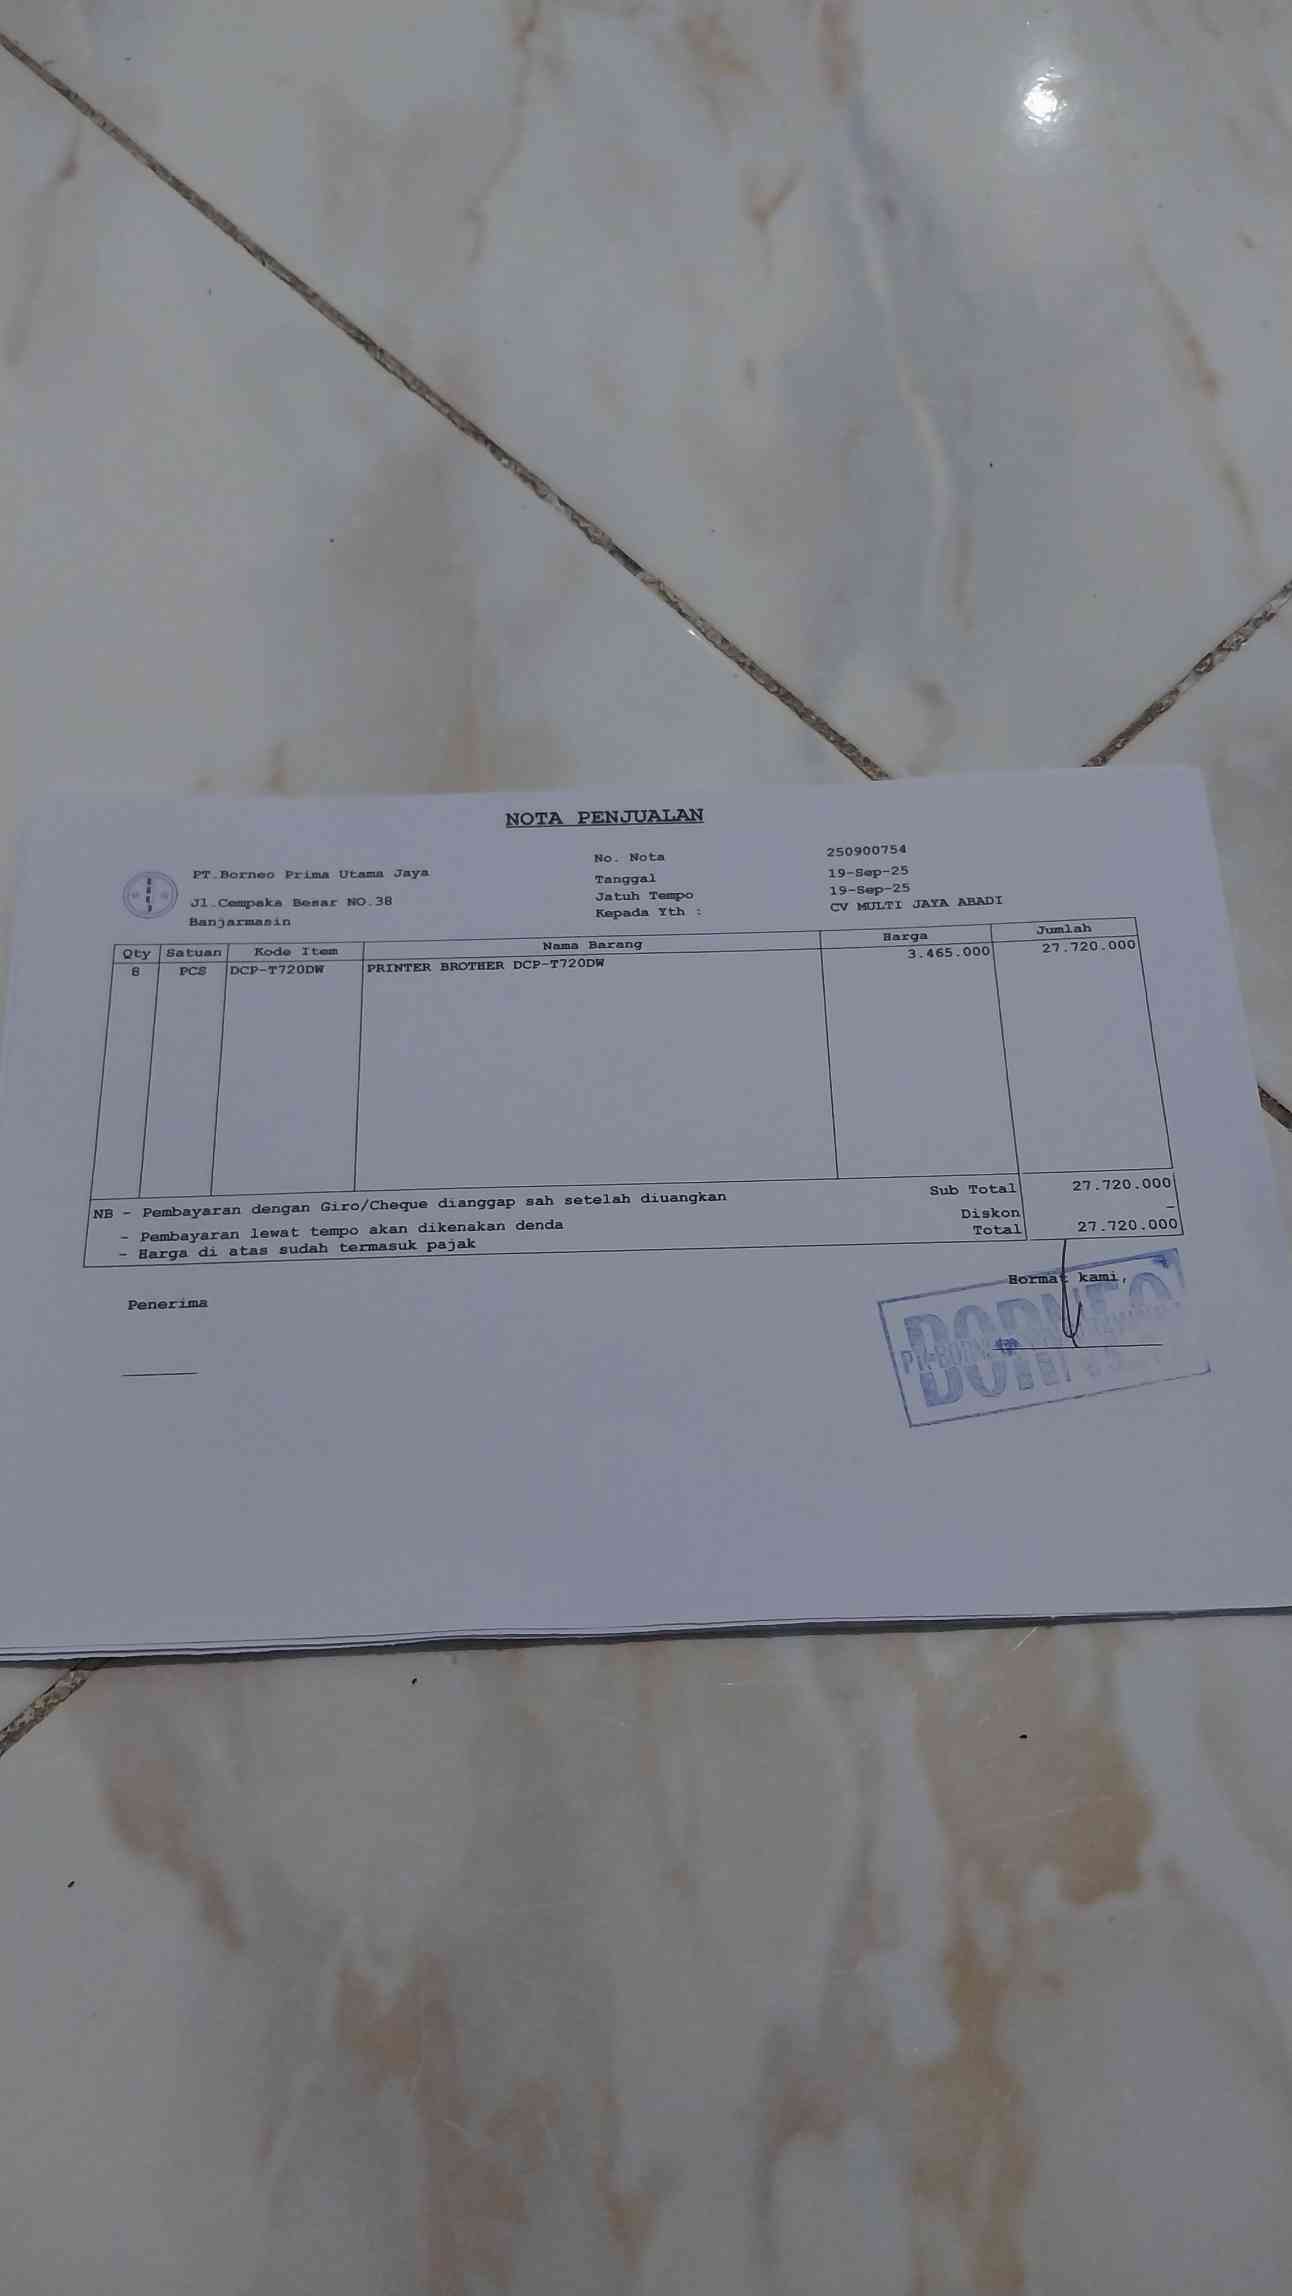 NOTA PENJUALAN
PT.Borneo Prima Utama Jaya
Jl.Cempaka Besar NO.38
Banjarmasin
No. Nota 250900754
Tanggal 19-Sep-25
Jatuh Tempo 19-Sep-25
Kepada Yth : CV MULTI JAYA ABADI
Qty Satuan Kode Item Nama Barang Harga Jumlah
8 PCS DCP-T720DW PRINTER BROTHER DCP-T720DW 3.465.000 27.720.000
NB - Pembayaran dengan Giro/Cheque dianggap sah setelah diuangkan
- Pembayaran lewat tempo akan dikenakan denda
- Harga di atas sudah termasuk pajak
Sub Total 27.720.000
Diskon -
Total 27.720.000
Penerima
Hormat kami,
BORNEO